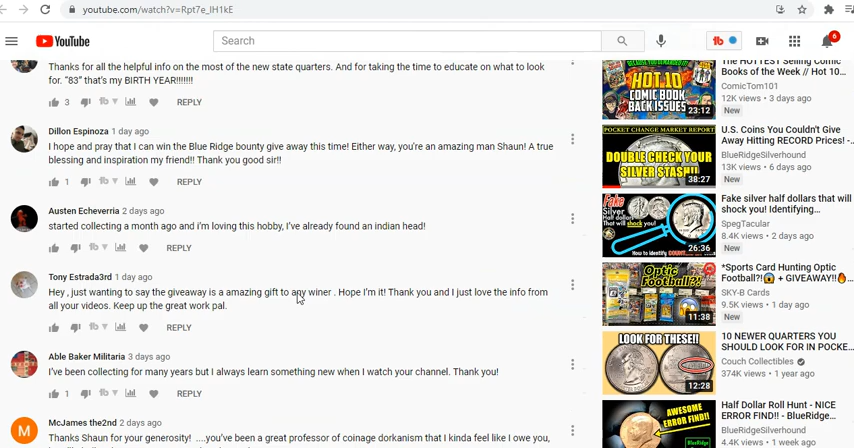 youtube.com/watch?v=Rpt7e_IH1kE
YouTube
Search
6
Thanks for all the helpful info on the most of the new state quarters. And for taking the time to educate on what to look
for. "83" that's my BIRTH YEAR!!!!!!!
3 REPLY
Dillon Espinoza 1 day ago
I hope and pray that I can win the Blue Ridge bounty give away this time! Either way, you're an amazing man Shaun! A true
blessing and inspiration my friend!! Thank you good sir!!
1 REPLY
Austen Echeverria 2 days ago
started collecting a month ago and i'm loving this hobby, I've already found an indian head!
REPLY
Tony Estrada3rd 1 day ago
Hey , just wanting to say the giveaway is a amazing gift to any winer . Hope I'm it! Thank you and I just love the info from
all your videos. Keep up the great work pal.
REPLY
Able Baker Militaria 3 days ago
I've been collecting for many years but I always learn something new when I watch your channel. Thank you!
1 REPLY
M
McJames the2nd 2 days ago
Thanks Shaun for your generosity! ....you've been a great professor of coinage dorkanism that I kinda feel like I owe you,
HOT 10
COMIC BOOK
BACK ISSUES
23:12
The HOTTEST Selling Comic
Books of the Week // Hot 10...
ComicTom101
12K views • 3 days ago
New
POCKET CHANGE MARKET REPORT
DOUBLE CHECK YOUR
SILVER STASH!!
38:27
U.S. Coins You Couldn't Give
Away Hitting RECORD Prices! -...
BlueRidgeSilverhound
13K views • 6 days ago
New
Fake
Silver
Half dollars
That will shock you!
How to Identify
26:36
Fake silver half dollars that will
shock you! Identifying...
SpegTacular
8.4K views • 2 days ago
New
Optic
Football?!
11:38
*Sports Card Hunting Optic
Football?! + GIVEAWAY!!
SKY-B Cards
9.5K views • 1 day ago
New
LOOK FOR THESE!!
12:28
10 NEWER QUARTERS YOU
SHOULD LOOK FOR IN POCKE...
Couch Collectibles
374K views • 1 year ago
AWESOME
ERROR FIND!!
BlueRidge
Half Dollar Roll Hunt - NICE
ERROR FIND!! - BlueRidge...
BlueRidgeSilverhound
4.4K views • 1 week ago